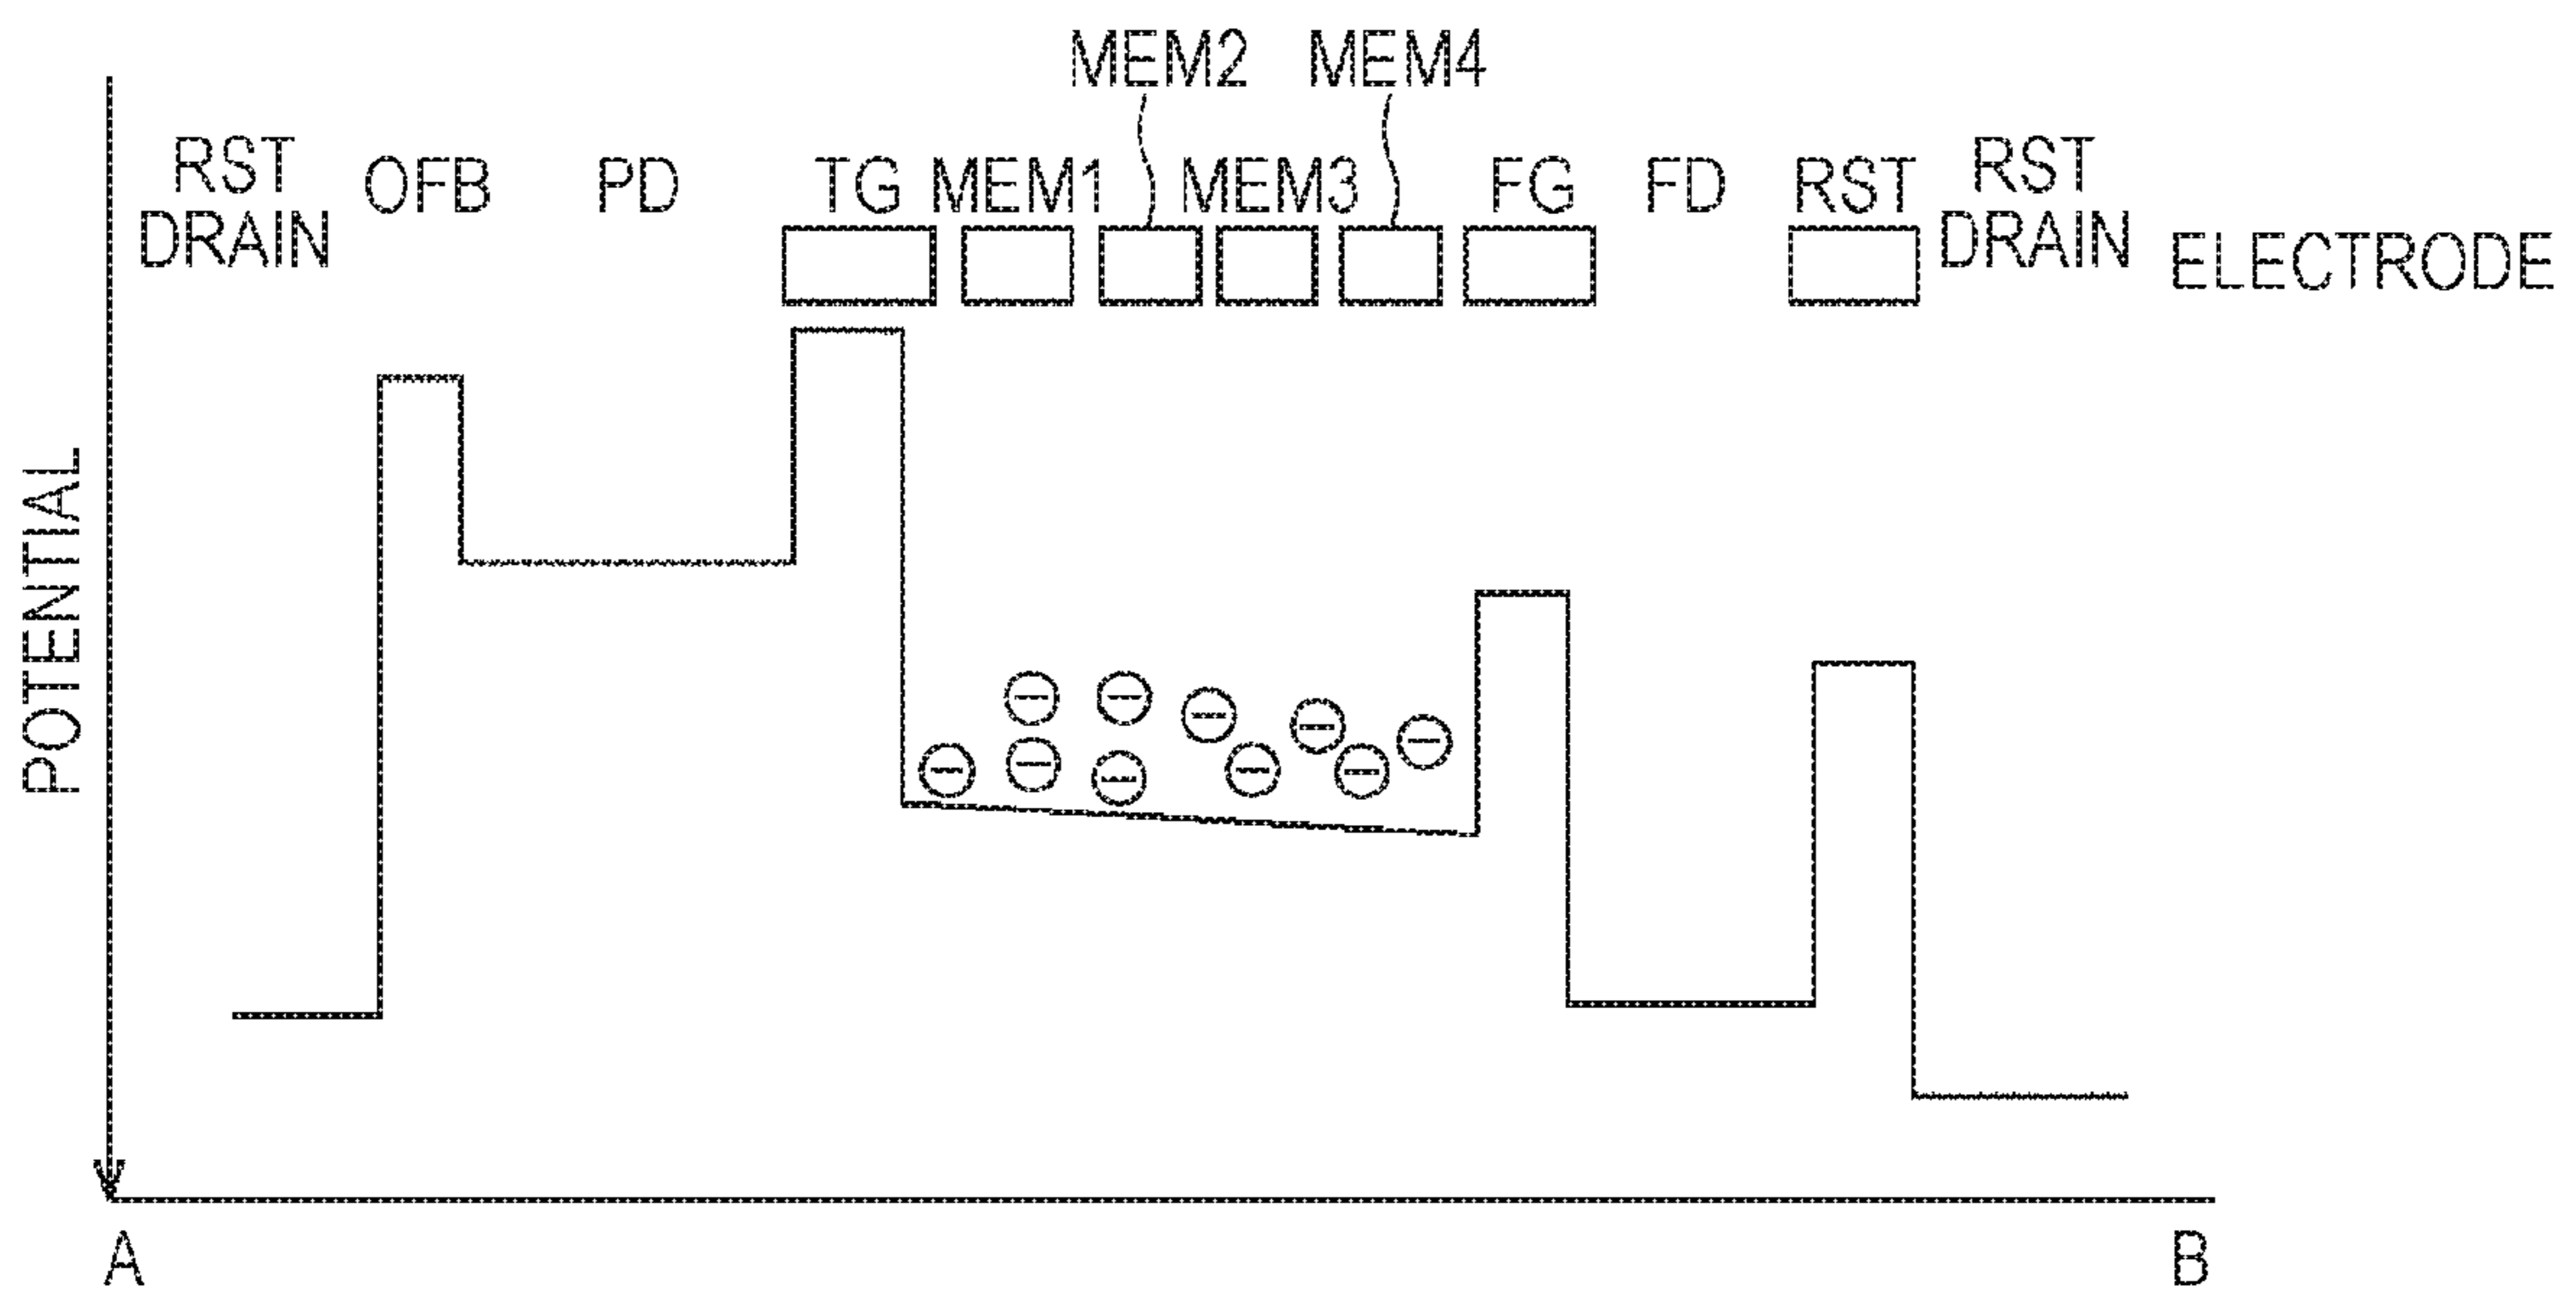 MEM2 MEM4
RST
DRAIN
OFB PD TG MEM1 MEM3 FG FD RST
RST
DRAIN
ELECTRODE
POTENTIAL
A B